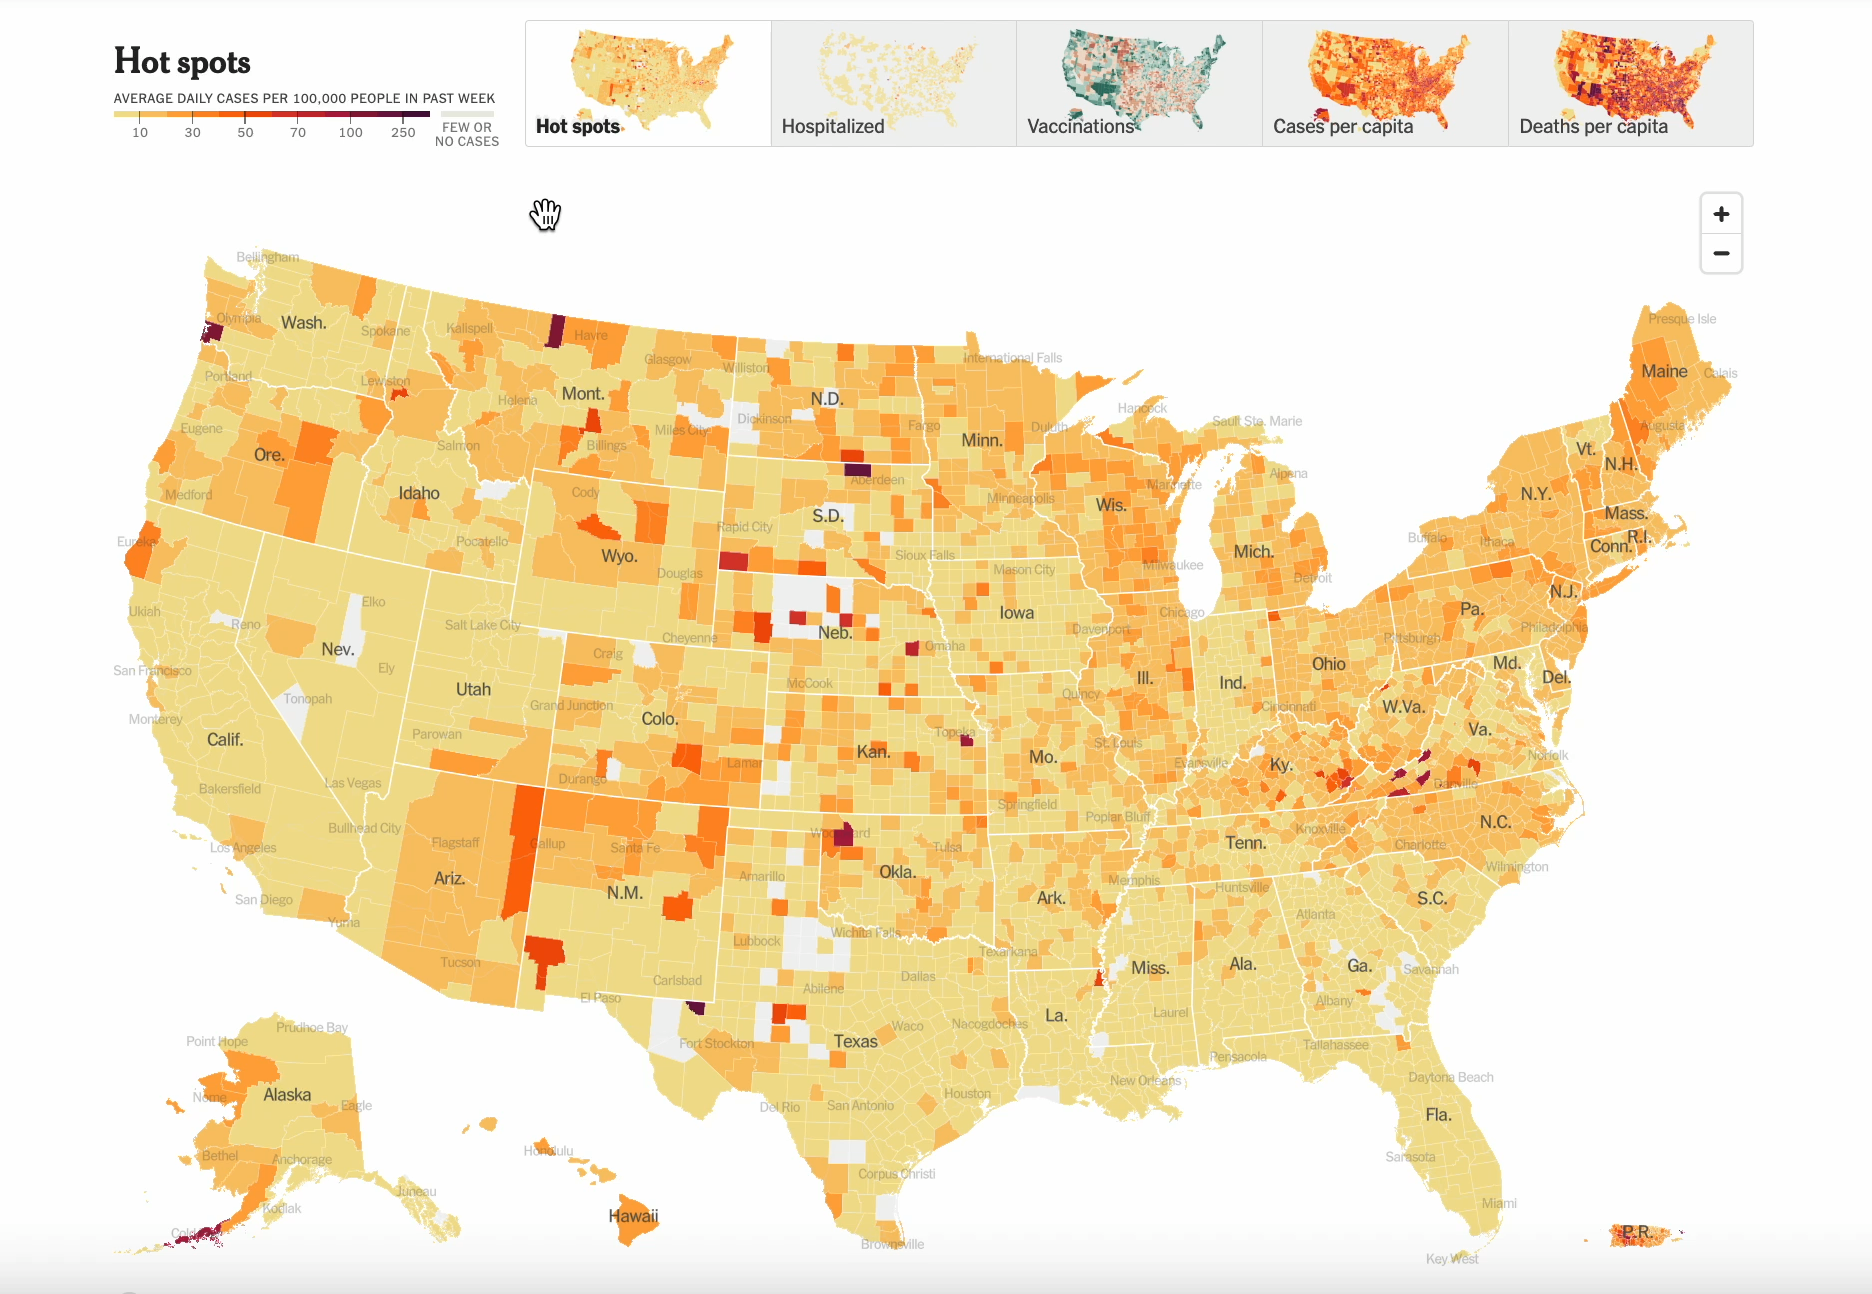 Hot spots
AVERAGE DAILY CASES PER 100,000 PEOPLE IN PAST WEEK
10 30 50 70 100 250
FEW OR
NO CASES
Hot spots
Hospitalized
Vaccinations
Cases per capita
Deaths per capita
+
−
Bellingham
Olympia
Wash.
Spokane
Kalispell
Havre
Presque Isle
Glasgow
Williston
International Falls
Portland
Lewiston
Helena
Mont.
N.D.
Maine
Calais
Hancock
Sault Ste. Marie
Eugene
Ore.
Salmon
Billings
Miles City
Dickinson
Fargo
Minn.
Duluth
Augusta
Vt.
N.H.
Medford
Idaho
Cody
Aberdeen
Minneapolis
Marinette
Alpena
Wis.
N.Y.
Mass.
Eureka
Pocatello
Wyo.
Rapid City
S.D.
Sioux Falls
Mich.
Buffalo
Ithaca
Conn.
R.I.
Douglas
Mason City
Milwaukee
Detroit
N.J.
Ukiah
Reno
Elko
Salt Lake City
Cheyenne
Neb.
Omaha
Iowa
Davenport
Chicago
Pa.
Pittsburgh
Philadelphia
San Francisco
Nev.
Ely
Craig
Utah
McCook
Quincy
Ill.
Ind.
Ohio
Md.
Del.
Monterey
Tonopah
Grand Junction
Colo.
Cincinnati
W.Va.
Calif.
Parowan
Kan.
Topeka
Mo.
St. Louis
Evansville
Ky.
Va.
Norfolk
Bakersfield
Las Vegas
Durango
Lamar
Danville
Bullhead City
Springfield
Poplar Bluff
Los Angeles
Flagstaff
Gallup
Santa Fe
Woodward
Tulsa
Tenn.
Knoxville
N.C.
Charlotte
Wilmington
San Diego
Yuma
Ariz.
N.M.
Amarillo
Okla.
Ark.
Memphis
Huntsville
Atlanta
S.C.
Tucson
Carlsbad
Lubbock
Wichita Falls
Texarkana
Miss.
Ala.
Ga.
Savannah
El Paso
Abilene
Dallas
Albany
Prudhoe Bay
Point Hope
Fort Stockton
Texas
Waco
Nacogdoches
La.
Laurel
Tallahassee
Pensacola
Nome
Alaska
Eagle
Del Rio
San Antonio
Houston
New Orleans
Daytona Beach
Fla.
Bethel
Anchorage
Honolulu
Corpus Christi
Sarasota
Juneau
Kodiak
Hawaii
Miami
Brownsville
P.R.
Key West